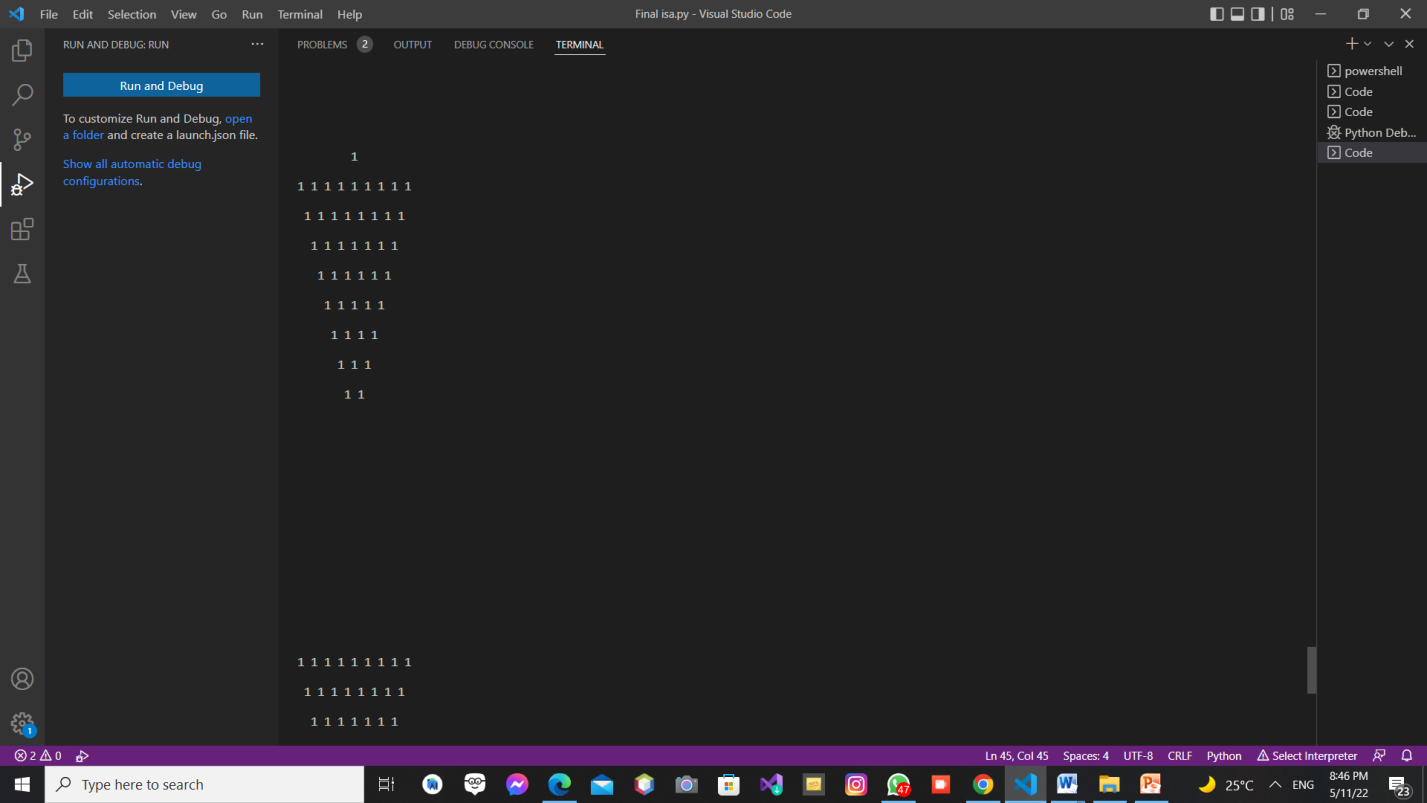 File Edit Selection View Go Run Terminal Help
Final isa.py - Visual Studio Code
RUN AND DEBUG: RUN
Run and Debug
To customize Run and Debug, open
a folder and create a launch.json file.
Show all automatic debug
configurations.
PROBLEMS 2 OUTPUT DEBUG CONSOLE TERMINAL
1
1 1 1 1 1 1 1 1 1
1 1 1 1 1 1 1 1
1 1 1 1 1 1 1
1 1 1 1 1 1
1 1 1 1 1
1 1 1 1
1 1 1
1 1
1 1 1 1 1 1 1 1 1
1 1 1 1 1 1 1 1
1 1 1 1 1 1 1
powershell
Code
Code
Python Deb...
Code
1
2 0
Ln 45, Col 45 Spaces: 4 UTF-8 CRLF Python Select Interpreter
Type here to search
47
25°C ENG
8:46 PM
5/11/22
23